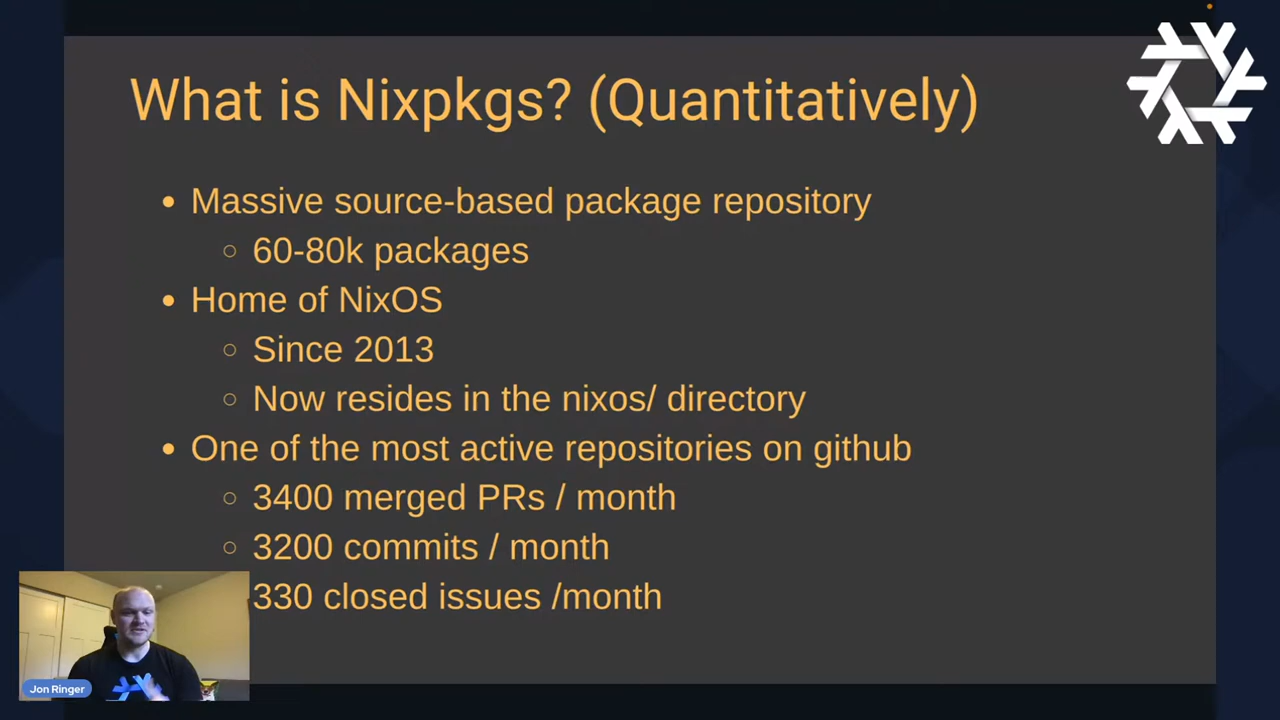 What is Nixpkgs? (Quantitatively)
Massive source-based package repository
60-80k packages
Home of NixOS
Since 2013
Now resides in the nixos/ directory
One of the most active repositories on github
3400 merged PRs / month
3200 commits / month
330 closed issues /month
Jon Ringer